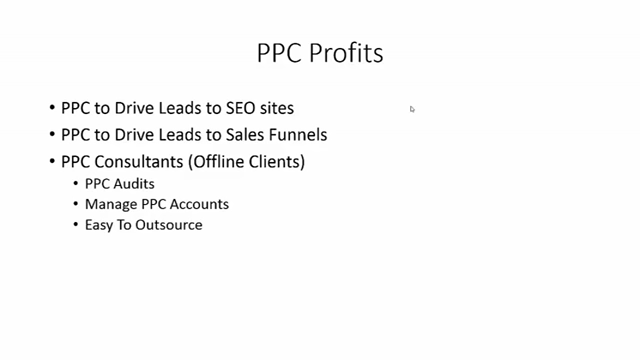 PPC Profits
• PPC to Drive Leads to SEO sites
• PPC to Drive Leads to Sales Funnels
• PPC Consultants (Offline Clients)
• PPC Audits
• Manage PPC Accounts
• Easy To Outsource